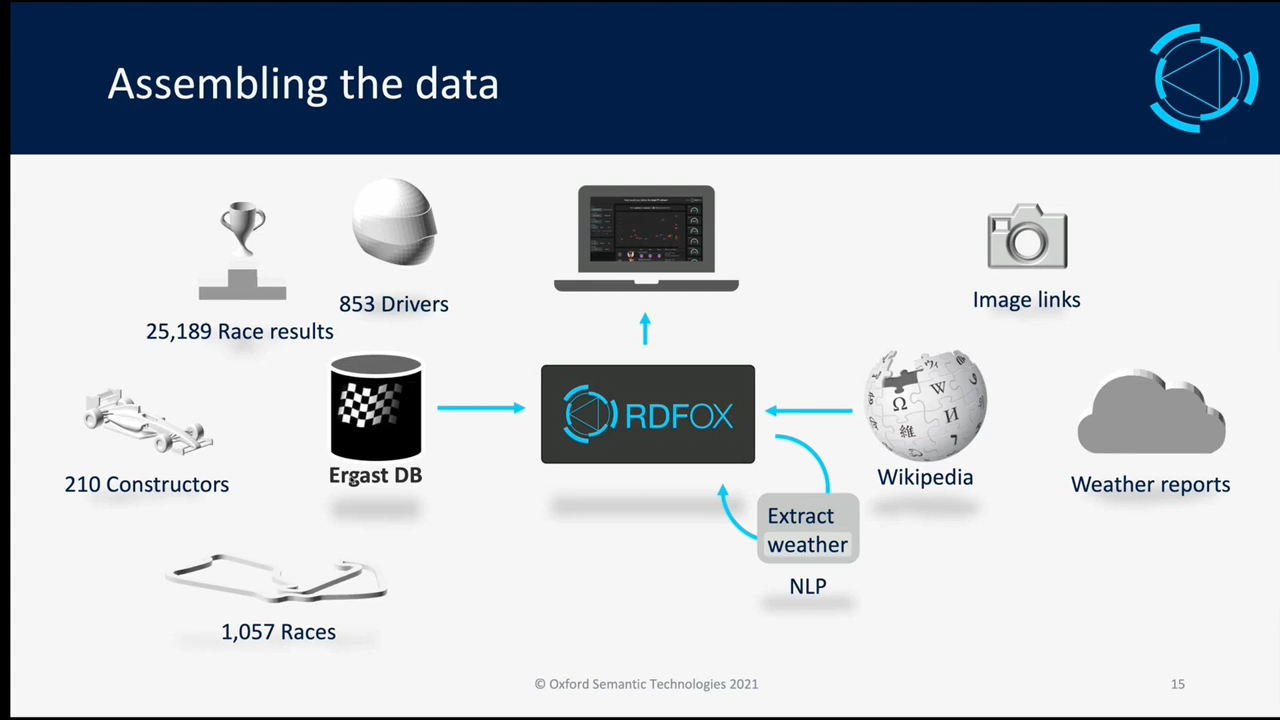 Assembling the data
853 Drivers
25,189 Race results
Image links
RDFOX
Ergast DB
Wikipedia
210 Constructors
Weather reports
Extract
weather
NLP
1,057 Races
© Oxford Semantic Technologies 2021
15